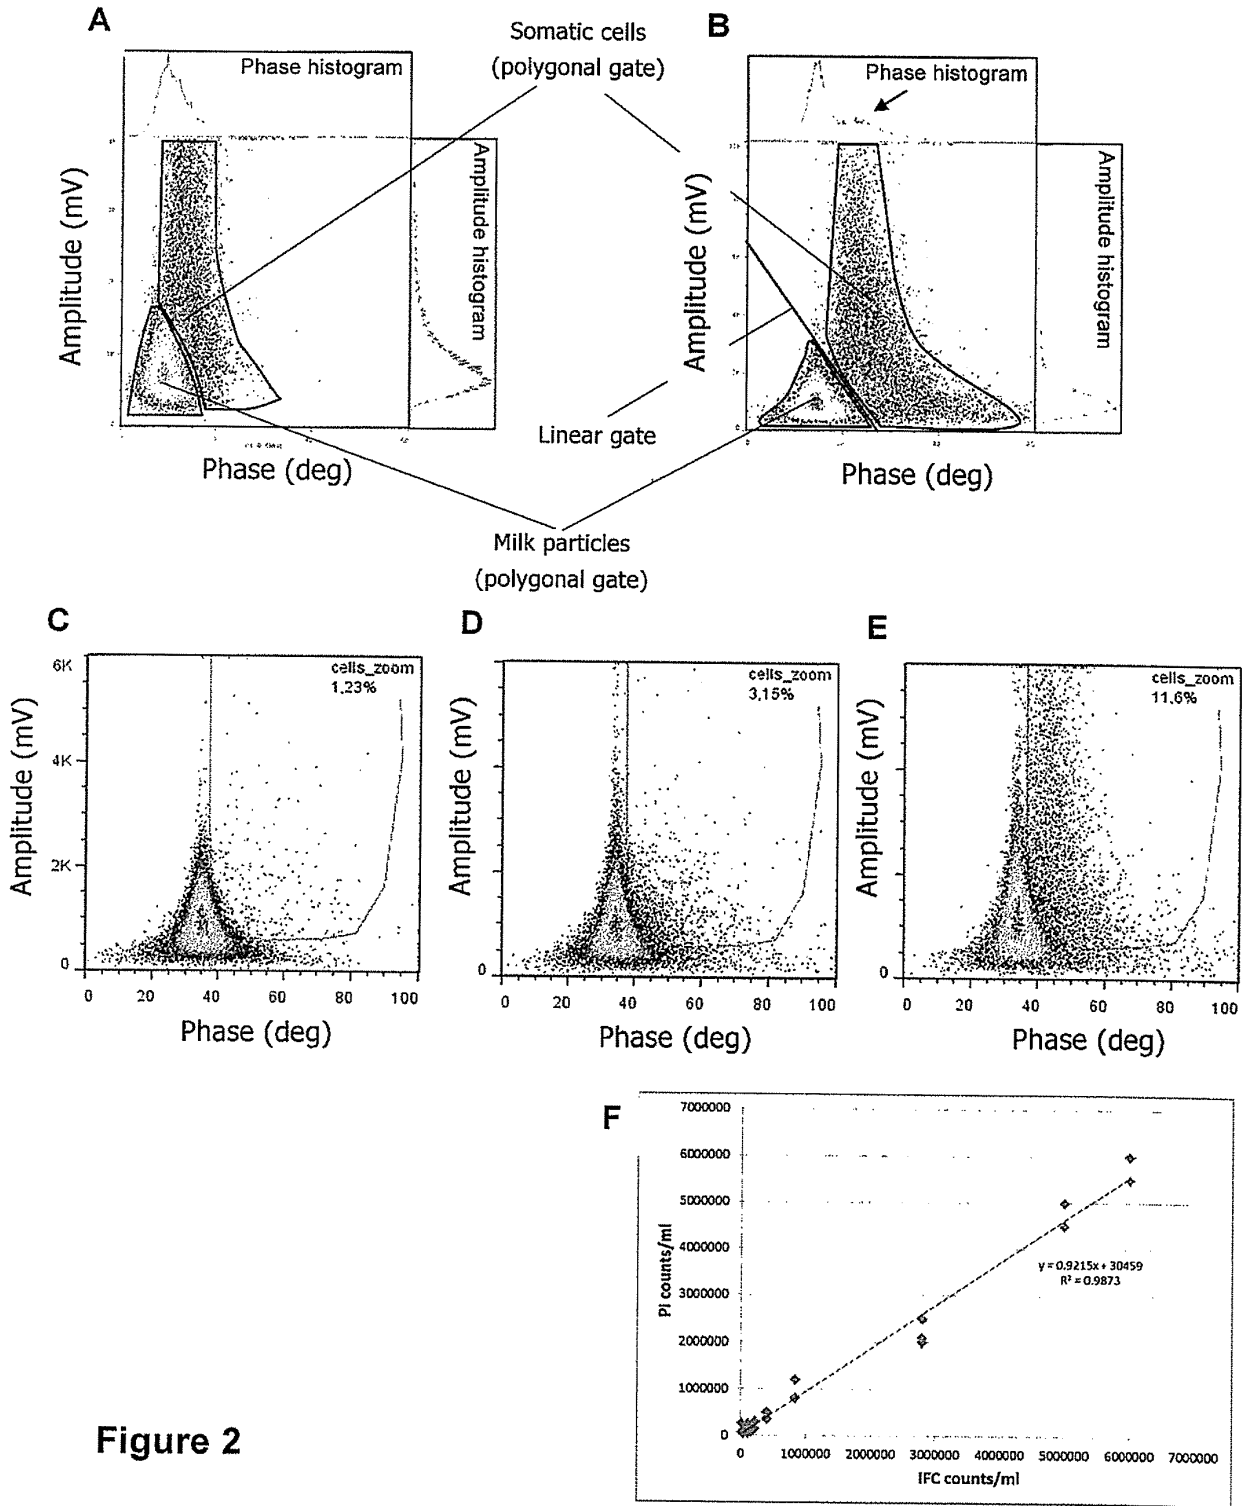 A
Somatic cells
(polygonal gate)
B
Phase histogram
Phase histogram
Amplitude (mV)
Amplitude histogram
Amplitude (mV)
Amplitude histogram
Linear gate
Phase (deg)
Phase (deg)
Milk particles
(polygonal gate)
C
D
E
cells_zoom
1.23%
cells_zoom
3.15%
cells_zoom
11.6%
Amplitude (mV)
6K
4K
2K
0
Amplitude (mV)
0
Amplitude (mV)
0
0 20 40 60 80 100
0 20 40 60 80 100
0 20 40 60 80 100
Phase (deg)
Phase (deg)
Phase (deg)
F
7000000
6000000
5000000
4000000
3000000
2000000
1000000
0
PI counts/ml
y = 0.9215x + 30459
R² = 0.9873
0 1000000 2000000 3000000 4000000 5000000 6000000 7000000
IFC counts/ml
Figure 2